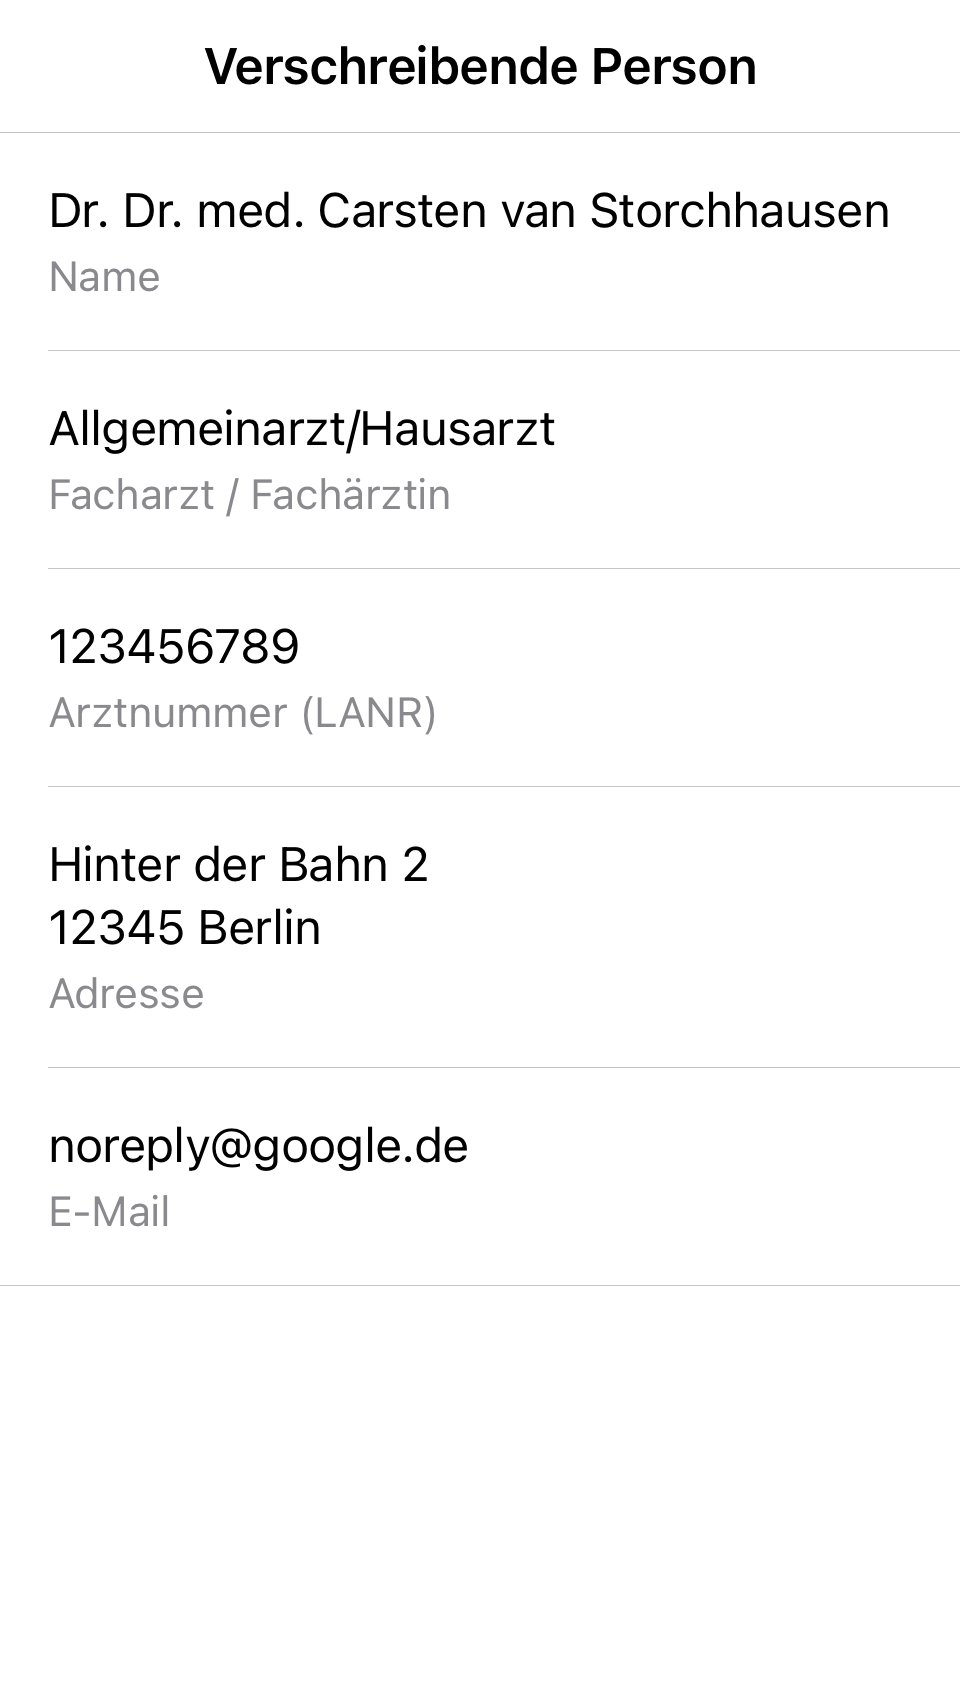 Verschreibende Person
Dr. Dr. med. Carsten van Storchhausen
Name
Allgemeinarzt/Hausarzt
Facharzt / Fachärztin
123456789
Arztnummer (LANR)
Hinter der Bahn 2
12345 Berlin
Adresse
noreply@google.de
E-Mail